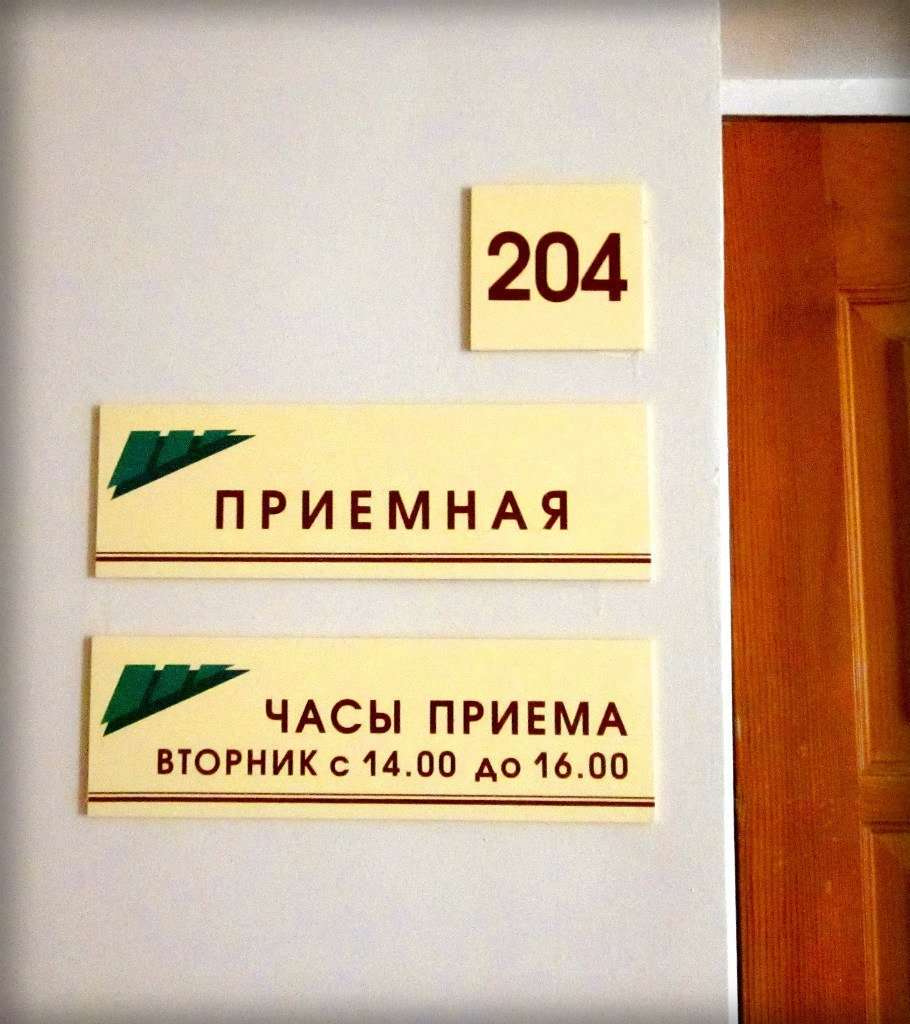 204
ПРИЕМНАЯ
ЧАСЫ ПРИЕМА
ВТОРНИК с 14.00 до 16.00